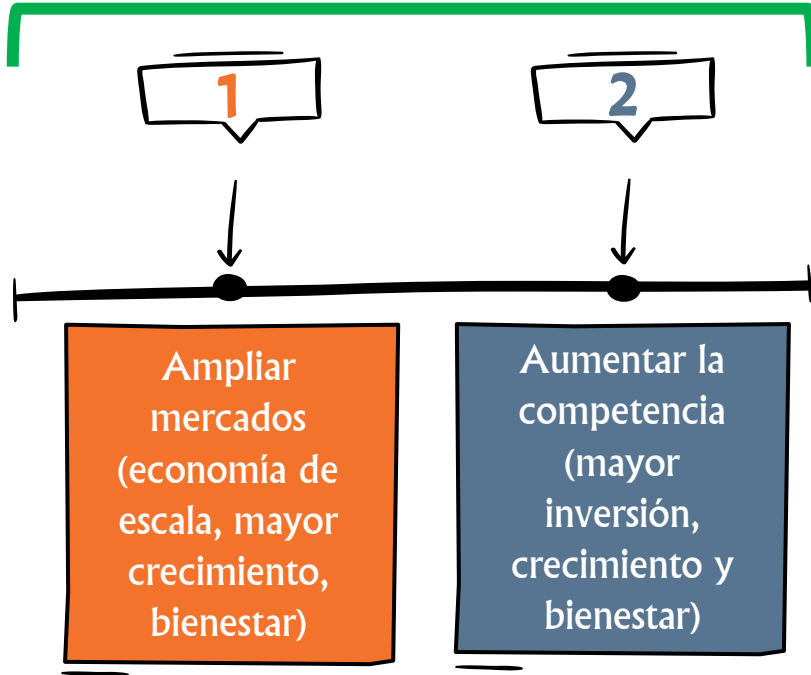 1
2
Ampliar
mercados
(economía de
escala, mayor
crecimiento,
bienestar)
Aumentar la
competencia
(mayor
inversión,
crecimiento y
bienestar)